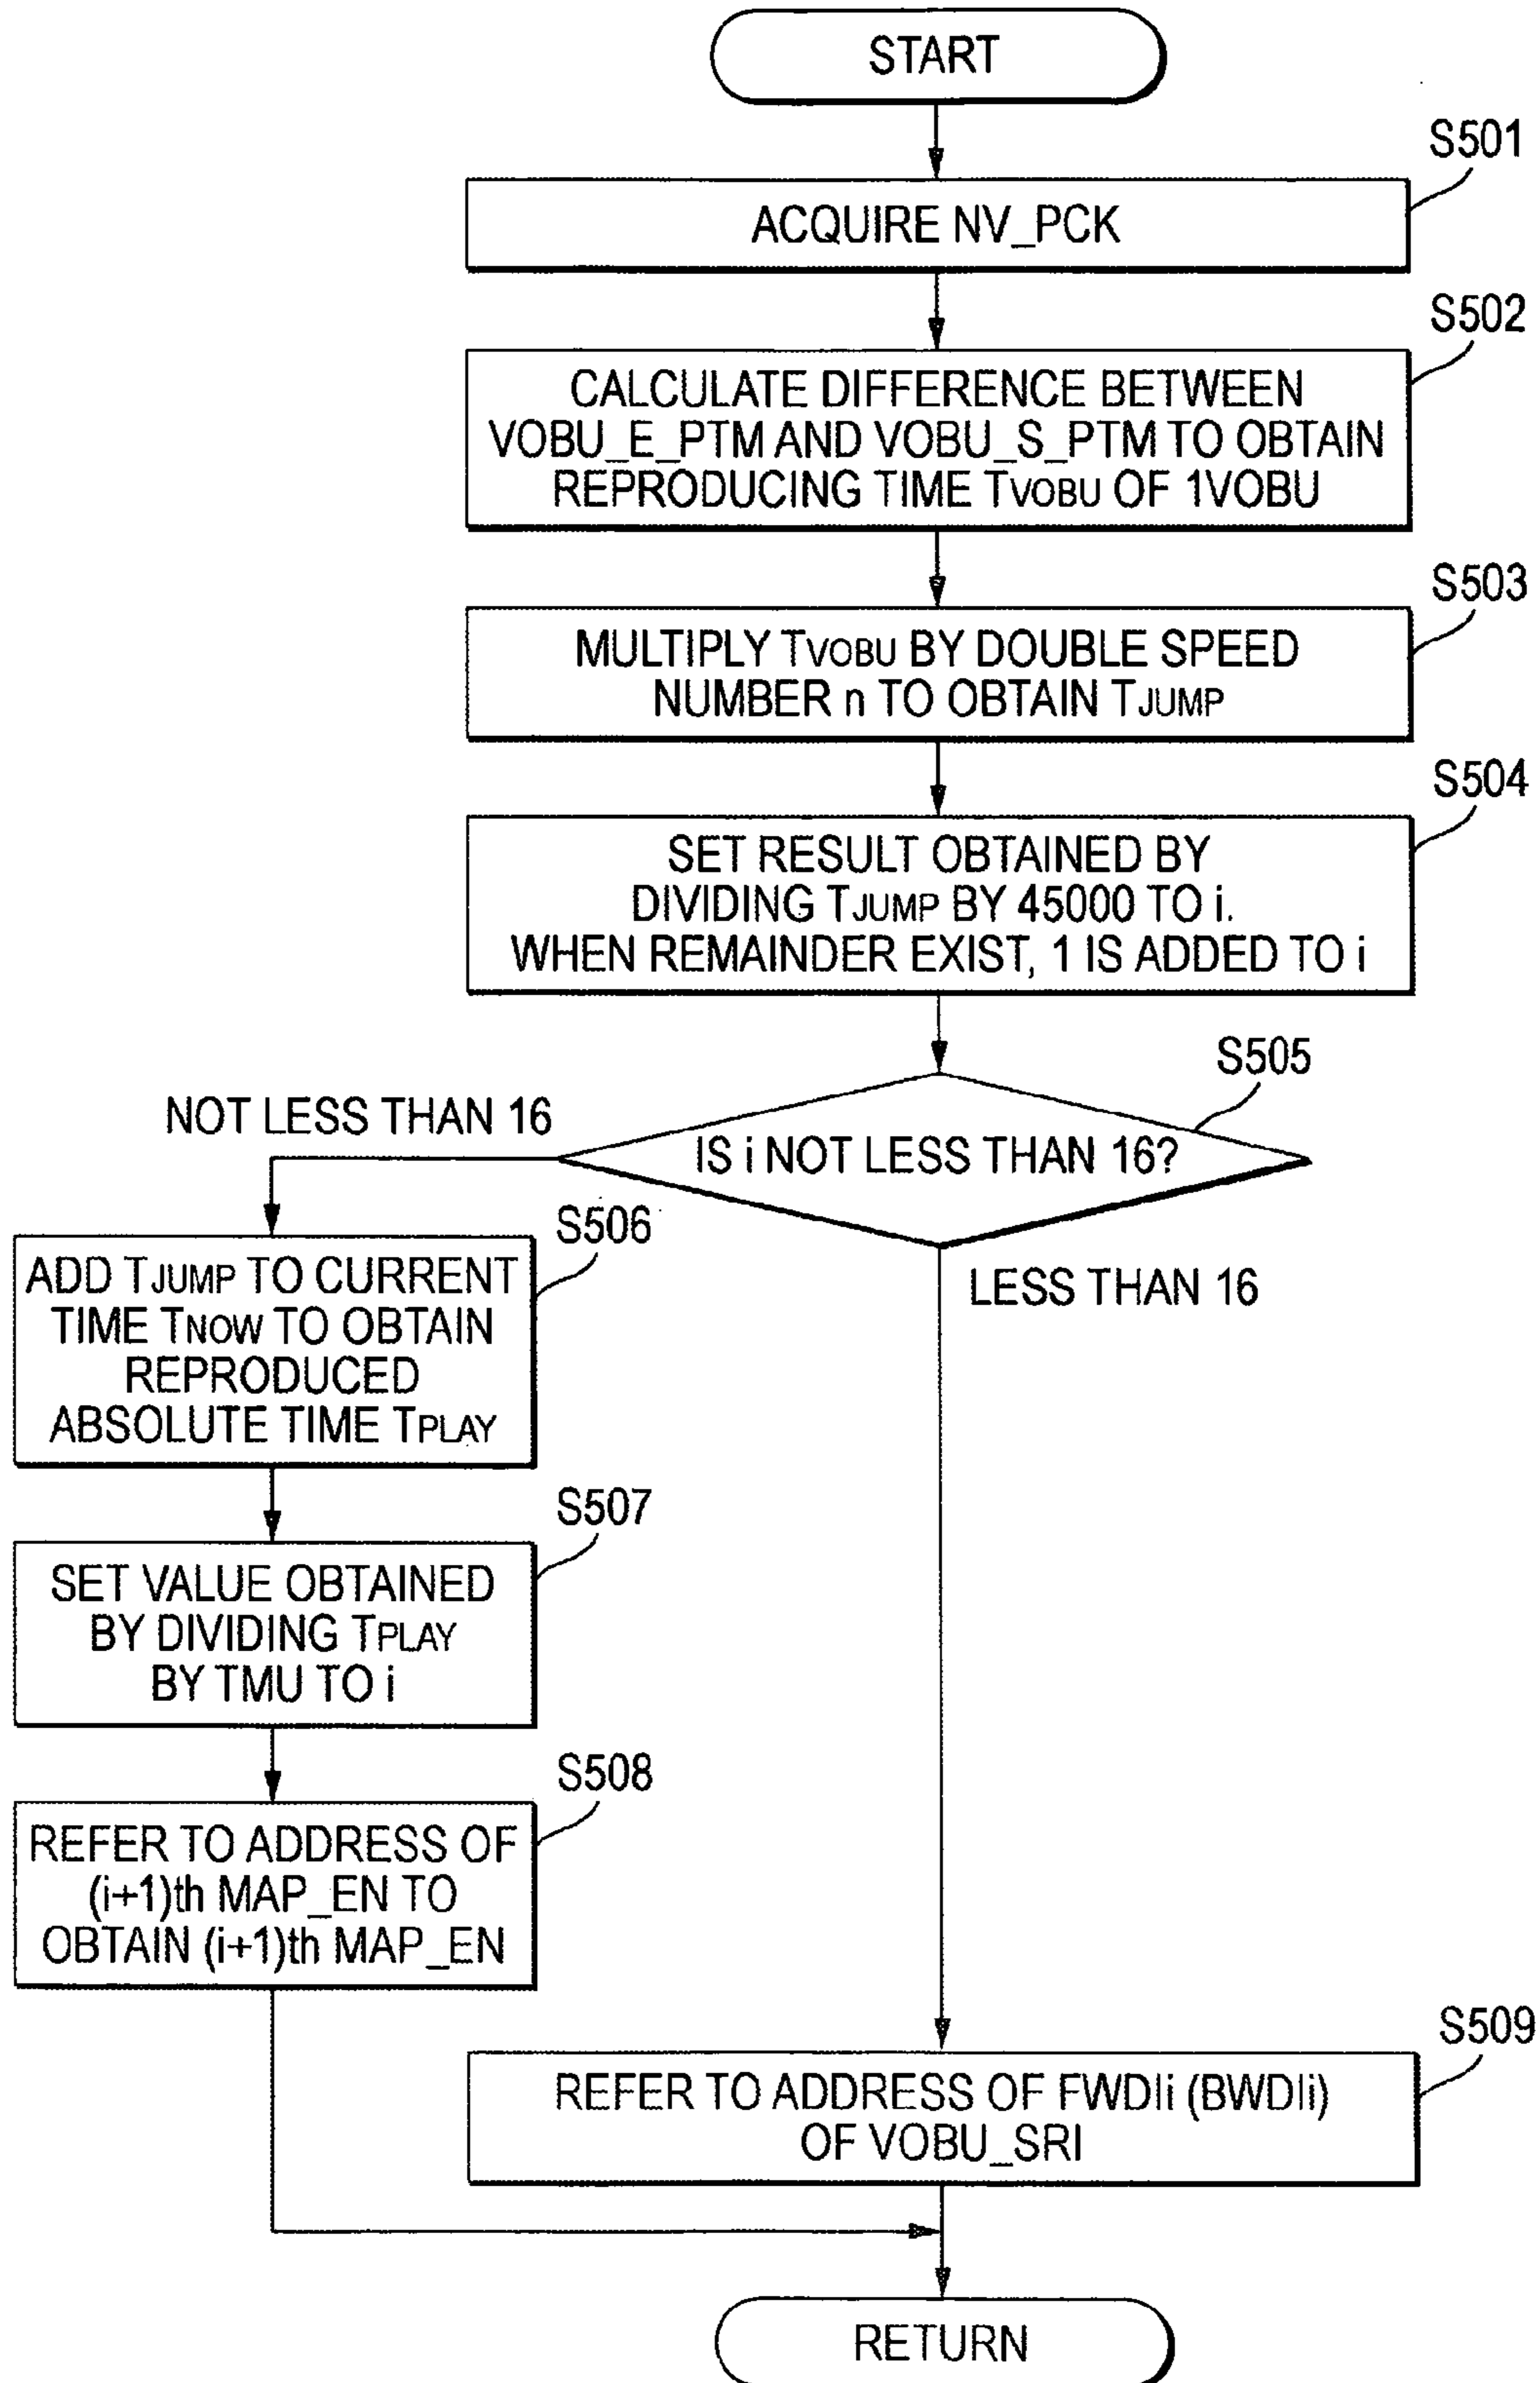 START
S501
ACQUIRE NV_PCK
S502
CALCULATE DIFFERENCE BETWEEN
VOBU_E_PTM AND VOBU_S_PTM TO OBTAIN
REPRODUCING TIME TVOBU OF 1VOBU
S503
MULTIPLY TVOBU BY DOUBLE SPEED
NUMBER n TO OBTAIN TJUMP
S504
SET RESULT OBTAINED BY
DIVIDING TJUMP BY 45000 TO i.
WHEN REMAINDER EXIST, 1 IS ADDED TO i
S505
NOT LESS THAN 16
IS i NOT LESS THAN 16?
LESS THAN 16
S506
ADD TJUMP TO CURRENT
TIME TNOW TO OBTAIN
REPRODUCED
ABSOLUTE TIME TPLAY
S507
SET VALUE OBTAINED
BY DIVIDING TPLAY
BY TMU TO i
S508
REFER TO ADDRESS OF
(i+1)th MAP_EN TO
OBTAIN (i+1)th MAP_EN
S509
REFER TO ADDRESS OF FWDIi (BWDIi)
OF VOBU_SRI
RETURN